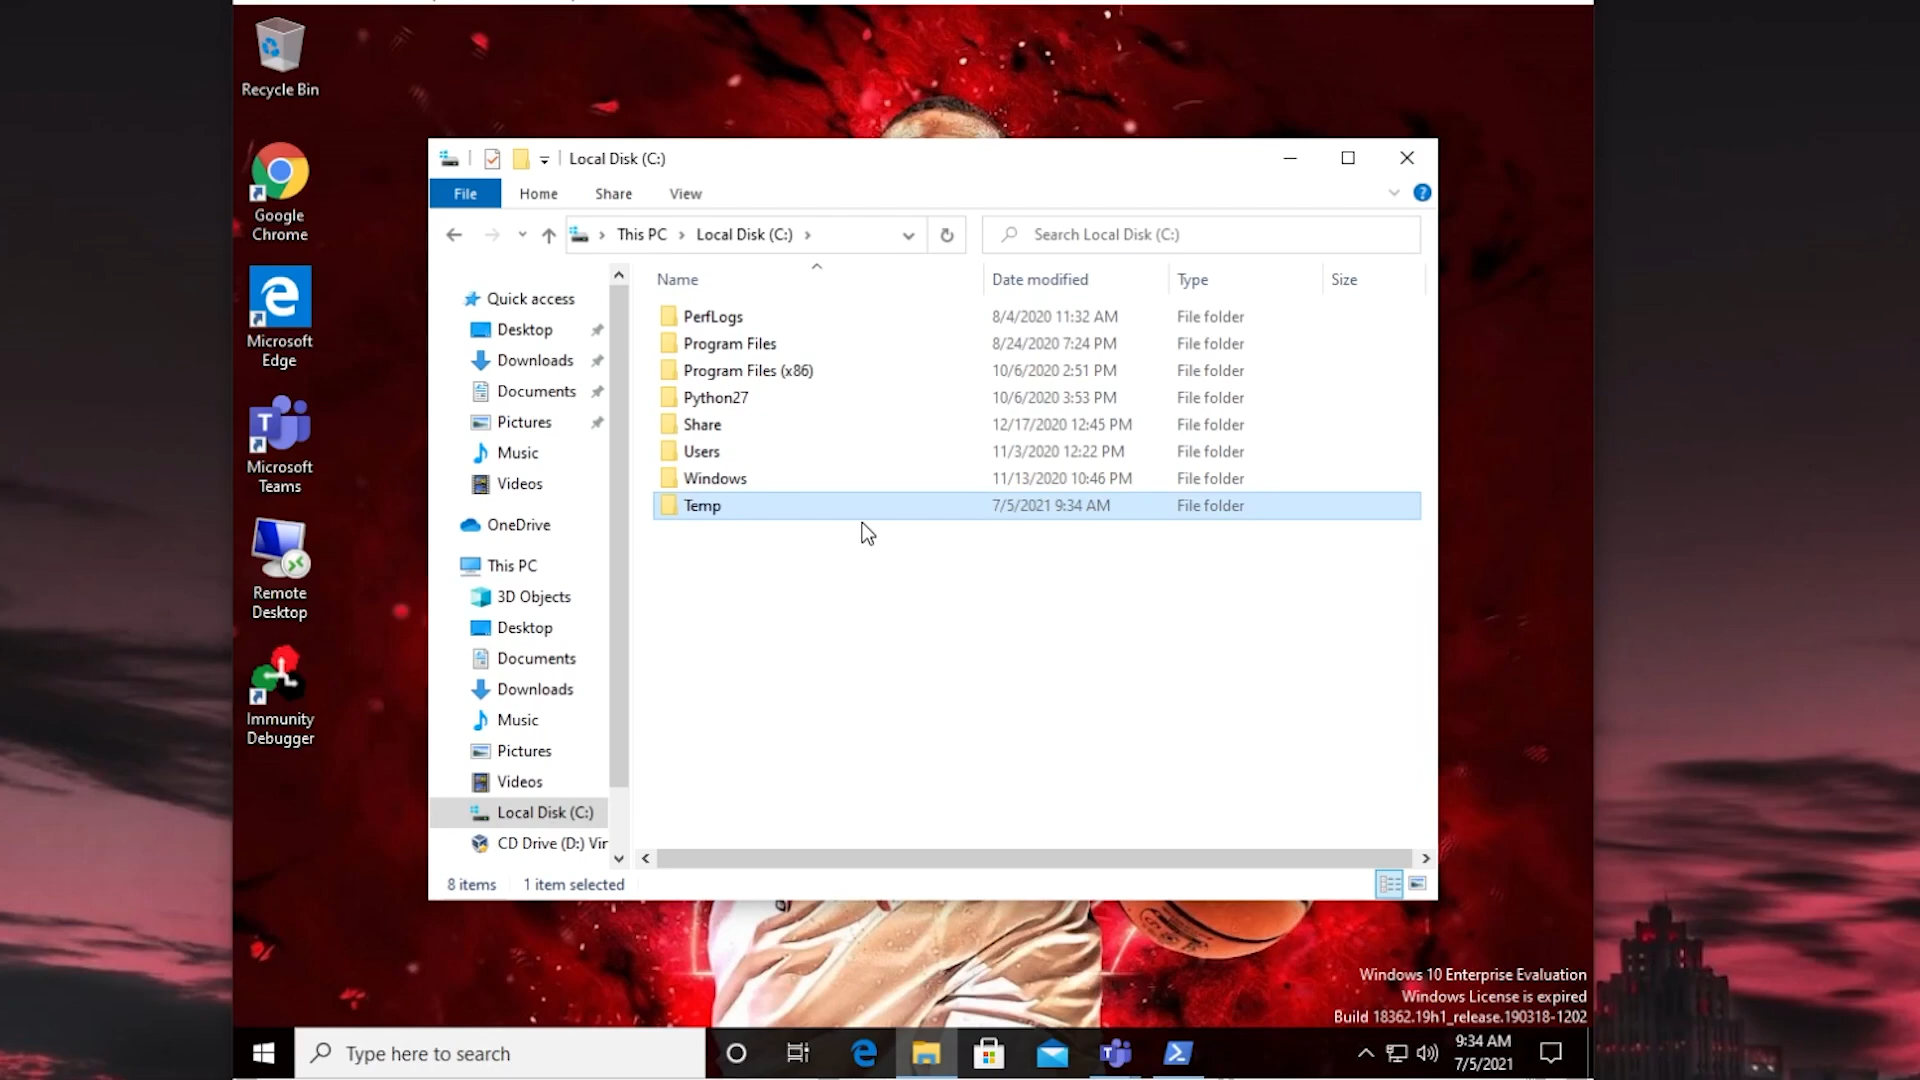 Recycle Bin
Google
Chrome
Microsoft
Edge
Microsoft
Teams
Remote
Desktop
Immunity
Debugger
Local Disk (C:)
File Home Share View
This PC Local Disk (C:)
Search Local Disk (C:)
Quick access
Desktop
Downloads
Documents
Pictures
Music
Videos
OneDrive
This PC
3D Objects
Desktop
Documents
Downloads
Music
Pictures
Videos
Local Disk (C:)
CD Drive (D:) Vir
Name Date modified Type Size
PerfLogs 8/4/2020 11:32 AM File folder
Program Files 8/24/2020 7:24 PM File folder
Program Files (x86) 10/6/2020 2:51 PM File folder
Python27 10/6/2020 3:53 PM File folder
Share 12/17/2020 12:45 PM File folder
Users 11/3/2020 12:22 PM File folder
Windows 11/13/2020 10:46 PM File folder
Temp 7/5/2021 9:34 AM File folder
8 items 1 item selected
Windows 10 Enterprise Evaluation
Windows License is expired
Build 18362.19h1_release.190318-1202
Type here to search
9:34 AM
7/5/2021